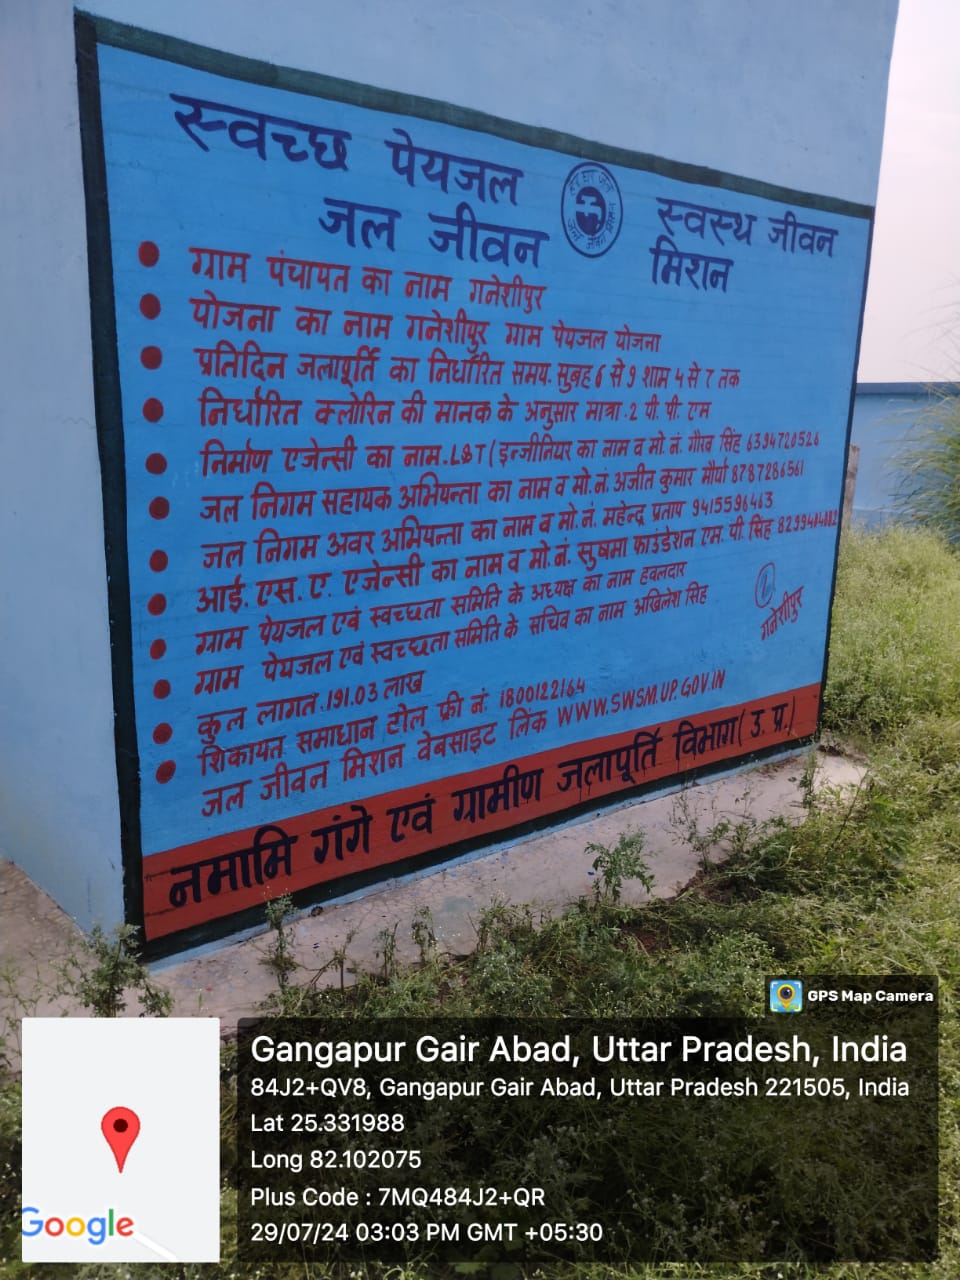 स्वच्छ पेयजल
स्वस्थ जीवन
जल जीवन
मिशन
हर घर जल
जल जीवन मिशन
ग्राम पंचायत का नाम गनेशीपुर
योजना का नाम गनेशीपुर ग्राम पेयजल योजना
प्रतिदिन जलापूर्ति का निर्धारित समय. सुबह 6 से 9 शाम 4 से 7 तक
निर्धारित क्लोरिन की मानक के अनुसार मात्रा .2 पी. पी. एम
निर्माण एजेन्सी का नाम. L&T (इन्जीनियर का नाम व मो. नं. गौरव सिंह 6394720526
जल निगम सहायक अभियन्ता का नाम व मो. नं. अजीत कुमार मौर्या 8787286561
जल निगम अवर अभियन्ता का नाम व मो. नं. महेन्द्र प्रताप 9415596463
आई. एस. ए. एजेन्सी का नाम व मो. नं. सुषमा फाउंडेशन एम. पी. सिंह
ग्राम पेयजल एवं स्वच्छता समिति के अध्यक्ष का नाम हवलदार
ग्राम पेयजल एवं स्वच्छता समिति के सचिव का नाम अखिलेश सिंह
कुल लागत .191.03 लाख
शिकायत समाधान टोल फ्री नं. 1800122164
जल जीवन मिशन वेबसाइट लिंक WWW.SWSM.UP.GOV.IN
गनेशीपुर
नमामि गंगे एवं ग्रामीण जलापूर्ति विभाग (उ. प्र.)
GPS Map Camera
Gangapur Gair Abad, Uttar Pradesh, India
84J2+QV8, Gangapur Gair Abad, Uttar Pradesh 221505, India
Lat 25.331988
Long 82.102075
Plus Code : 7MQ484J2+QR
29/07/24 03:03 PM GMT +05:30
Google